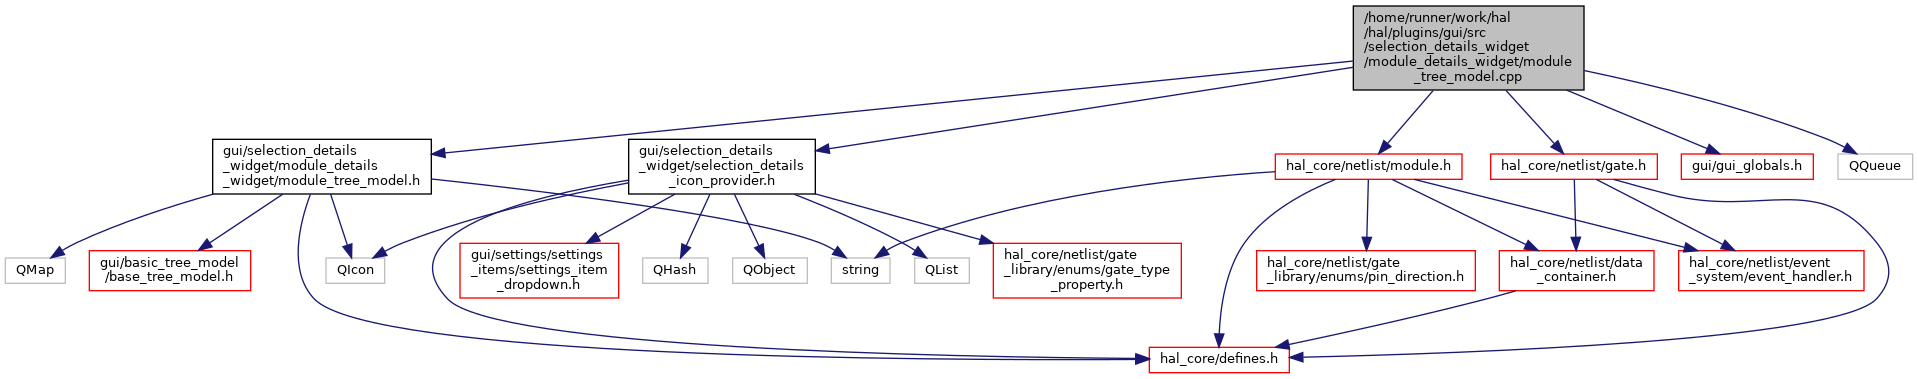 /home/runner/work/hal
/hal/plugins/gui/src
/selection_details_widget
/module_details_widget/module
_tree_model.cpp
gui/selection_details
_widget/module_details
_widget/module_tree_model.h
gui/selection_details
_widget/selection_details
_icon_provider.h
hal_core/netlist/module.h
hal_core/netlist/gate.h
gui/gui_globals.h
QQueue
QMap
gui/basic_tree_model
/base_tree_model.h
QIcon
gui/settings/settings
_items/settings_item
_dropdown.h
QHash
QObject
string
QList
hal_core/netlist/gate
_library/enums/gate_type
_property.h
hal_core/netlist/gate
_library/enums/pin_direction.h
hal_core/netlist/data
_container.h
hal_core/netlist/event
_system/event_handler.h
hal_core/defines.h